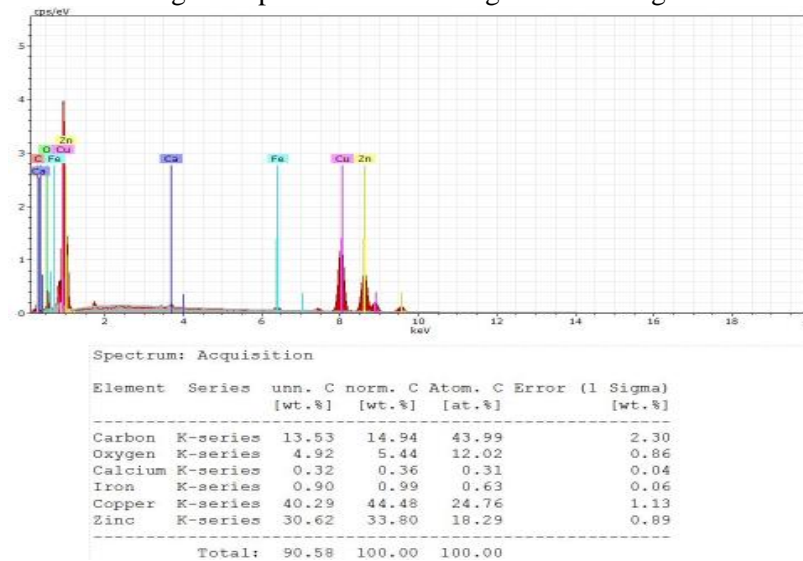 cps/eV
5
4
Zn
O Cu
3
C Fe Ca Fe Cu Zn
Ca
2
1
0
2 4 6 8 10 12 14 16 18
keV
Spectrum: Acquisition
Element Series unn. C norm. C Atom. C Error (1 Sigma)
[wt.%] [wt.%] [at.%] [wt.%]
Carbon K-series 13.53 14.94 43.99 2.30
Oxygen K-series 4.92 5.44 12.02 0.86
Calcium K-series 0.32 0.36 0.31 0.04
Iron K-series 0.90 0.99 0.63 0.06
Copper K-series 40.29 44.48 24.76 1.13
Zinc K-series 30.62 33.80 18.29 0.89
Total: 90.58 100.00 100.00